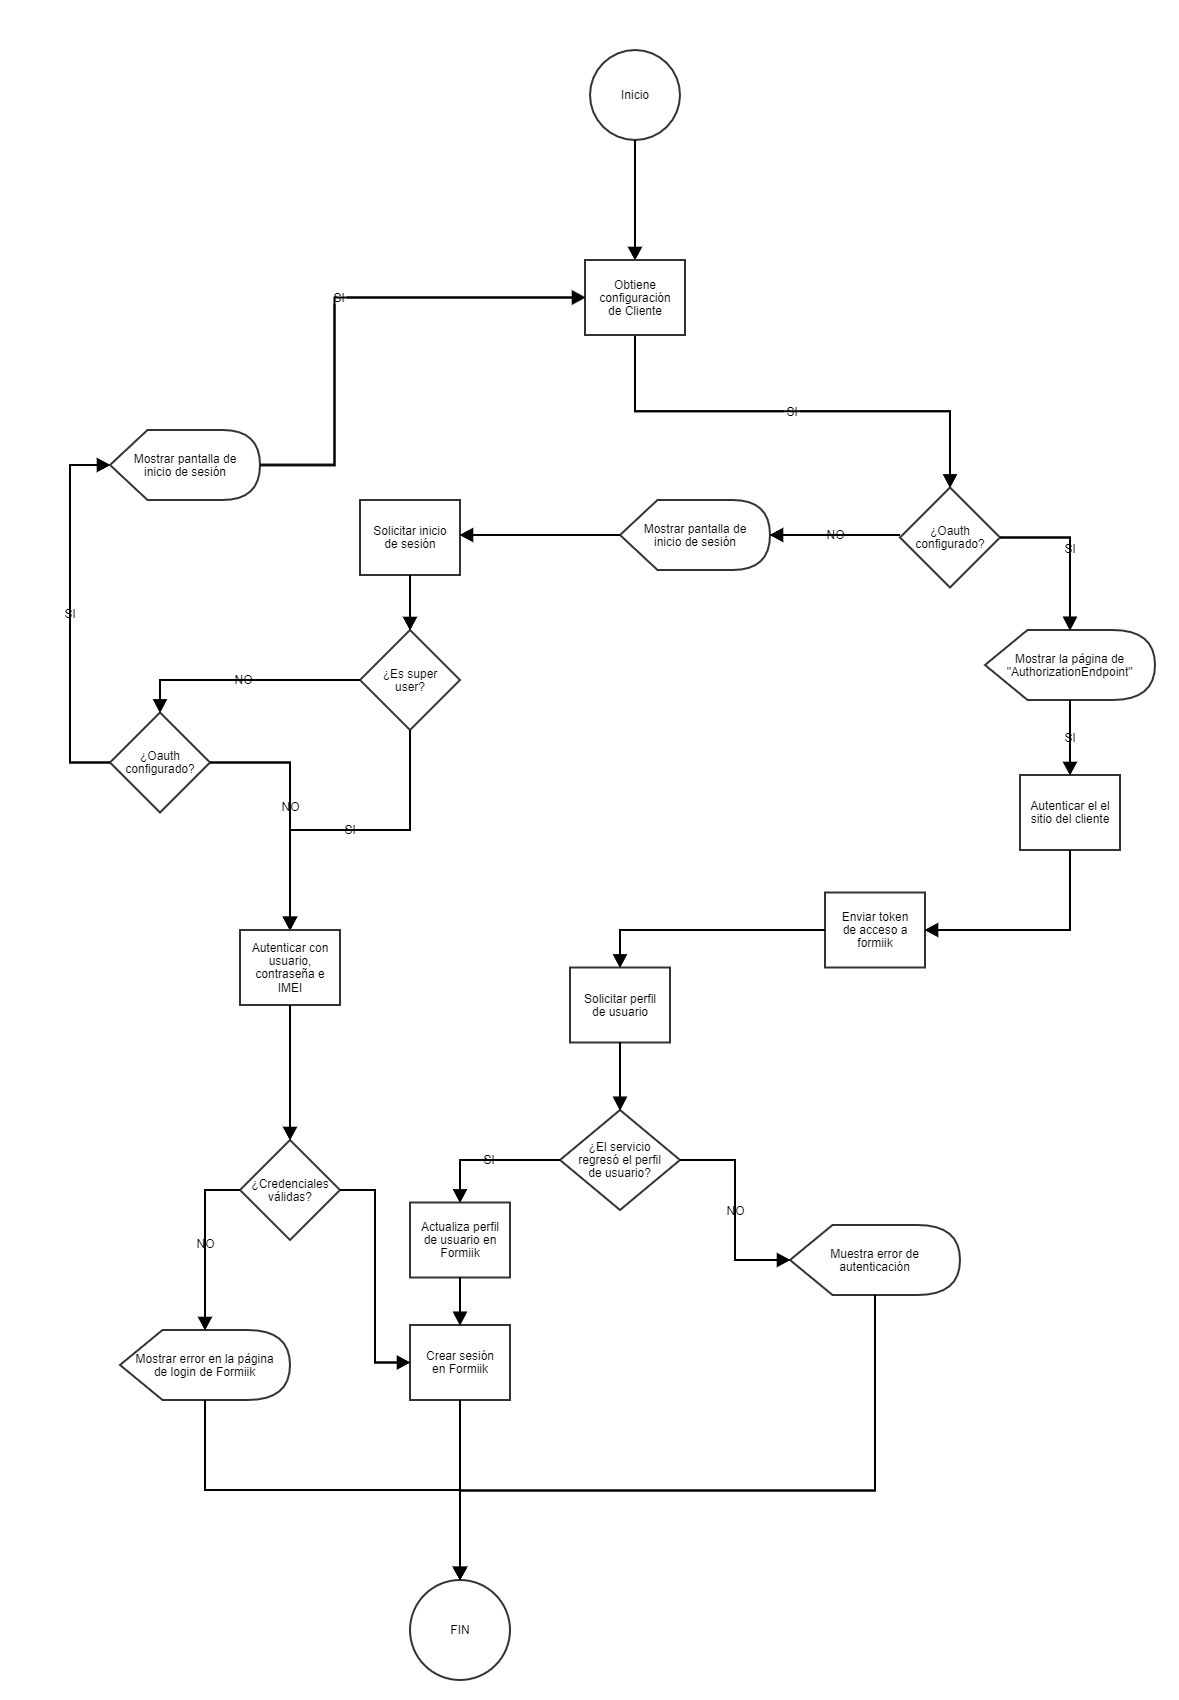 Inicio
Obtiene
configuración
de Cliente
SI
SI
Mostrar pantalla de
inicio de sesión
Solicitar inicio
de sesión
Mostrar pantalla de
inicio de sesión
NO
¿Oauth
configurado?
SI
SI
Mostrar la página de
"AuthorizationEndpoint"
¿Es super
user?
NO
SI
¿Oauth
configurado?
NO
SI
Autenticar el el
sitio del cliente
Enviar token
de acceso a
formiik
Autenticar con
usuario,
contraseña e
IMEI
Solicitar perfil
de usuario
¿El servicio
regresó el perfil
de usuario?
SI
¿Credenciales
válidas?
NO
NO
Actualiza perfil
de usuario en
Formiik
Muestra error de
autenticación
Mostrar error en la página
de login de Formiik
Crear sesión
en Formiik
FIN